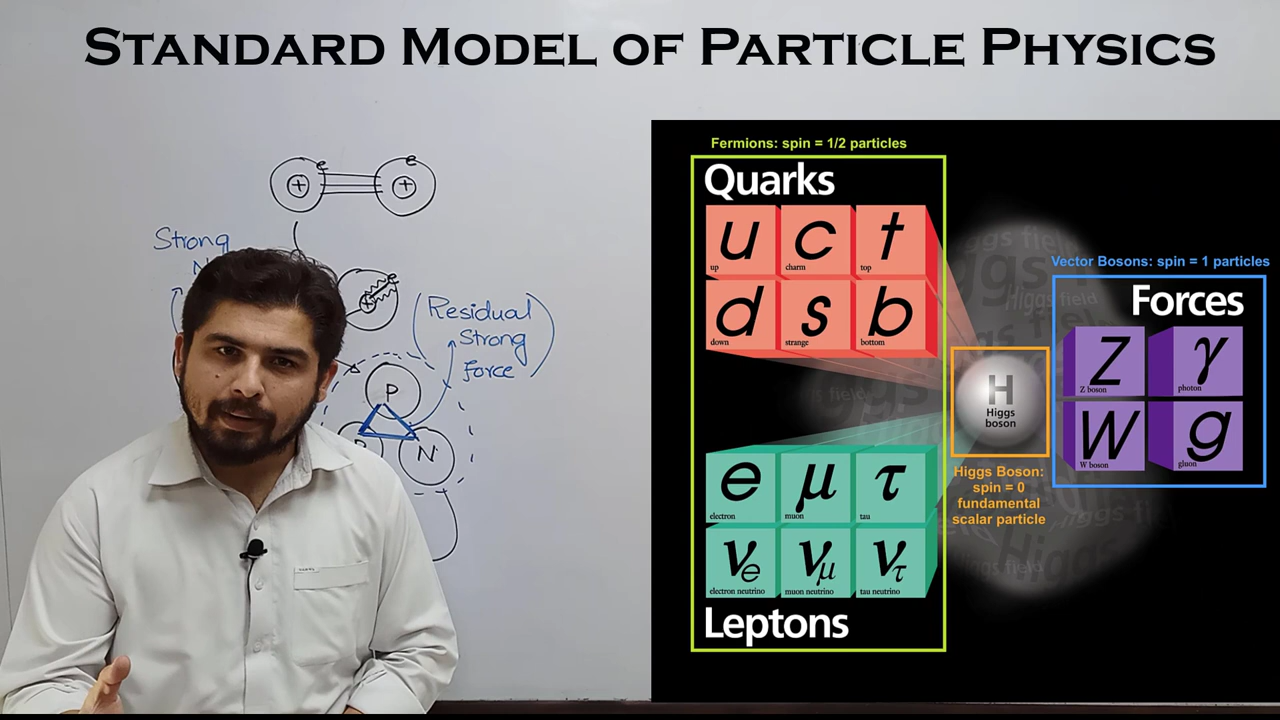 STANDARD MODEL OF PARTICLE PHYSICS
e e
+ +
Strong
N
e
(Residual
Strong
Force)
P
N
Fermions: spin = 1/2 particles
Quarks
u c t
up charm top
d s b
down strange bottom
e μ τ
electron muon tau
νe νμ ντ
electron neutrino muon neutrino tau neutrino
Leptons
H
Higgs
boson
Higgs Boson:
spin = 0
fundamental
scalar particle
Vector Bosons: spin = 1 particles
Forces
Z γ
Z boson photon
W g
W boson gluon
Higgs field